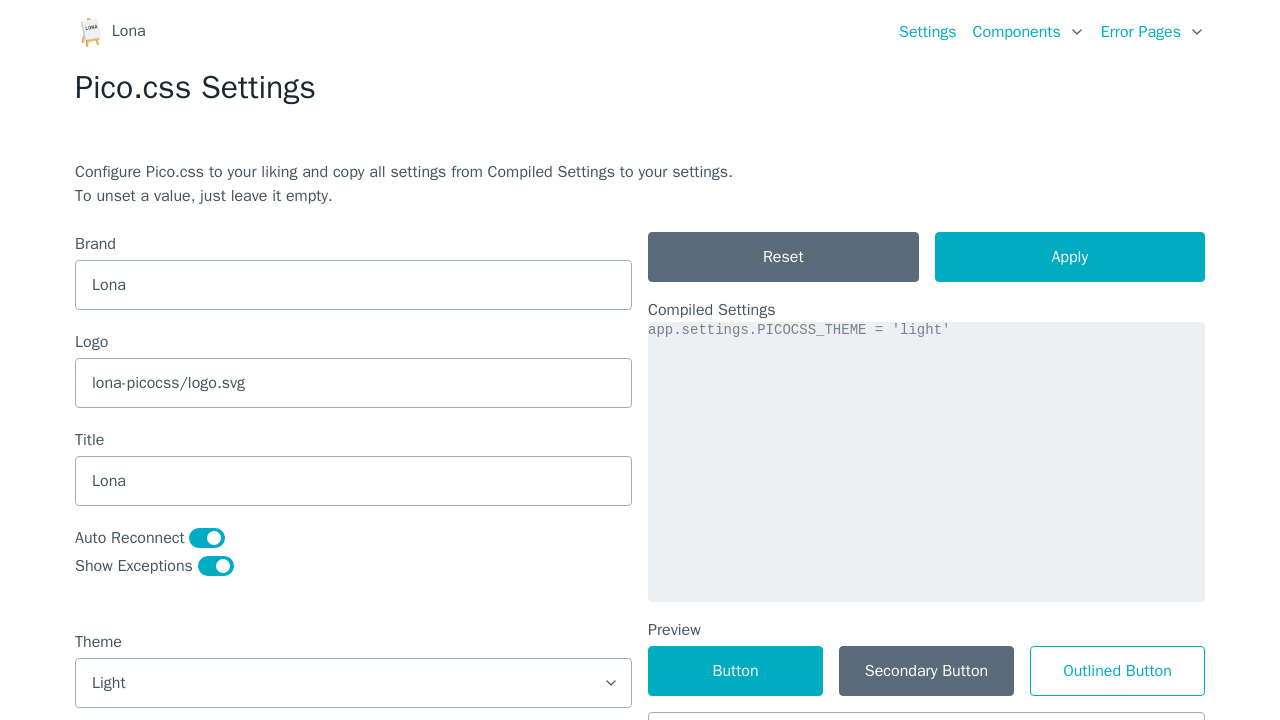 LONA
Lona
Settings
Components
Error Pages
Pico.css Settings
Configure Pico.css to your liking and copy all settings from Compiled Settings to your settings.
To unset a value, just leave it empty.
Brand
Lona
Logo
lona-picocss/logo.svg
Title
Lona
Auto Reconnect
Show Exceptions
Theme
Light
Reset
Apply
Compiled Settings
app.settings.PICOCSS_THEME = 'light'
Preview
Button
Secondary Button
Outlined Button